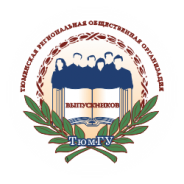 ТЮМЕНСКАЯ РЕГИОНАЛЬНАЯ ОБЩЕСТВЕННАЯ ОРГАНИЗАЦИЯ
ВЫПУСКНИКОВ
ТюмГУ